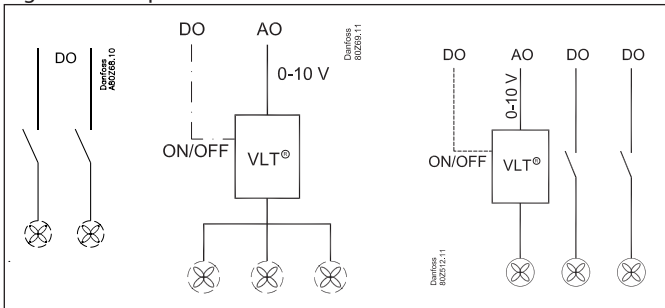 DO
Danfoss
A80Z68.10
DO
AO
Danfoss
80Z69.11
0-10 V
ON/OFF
VLT®
DO
AO
DO
DO
0-10 V
ON/OFF
VLT®
Danfoss
80Z512.11